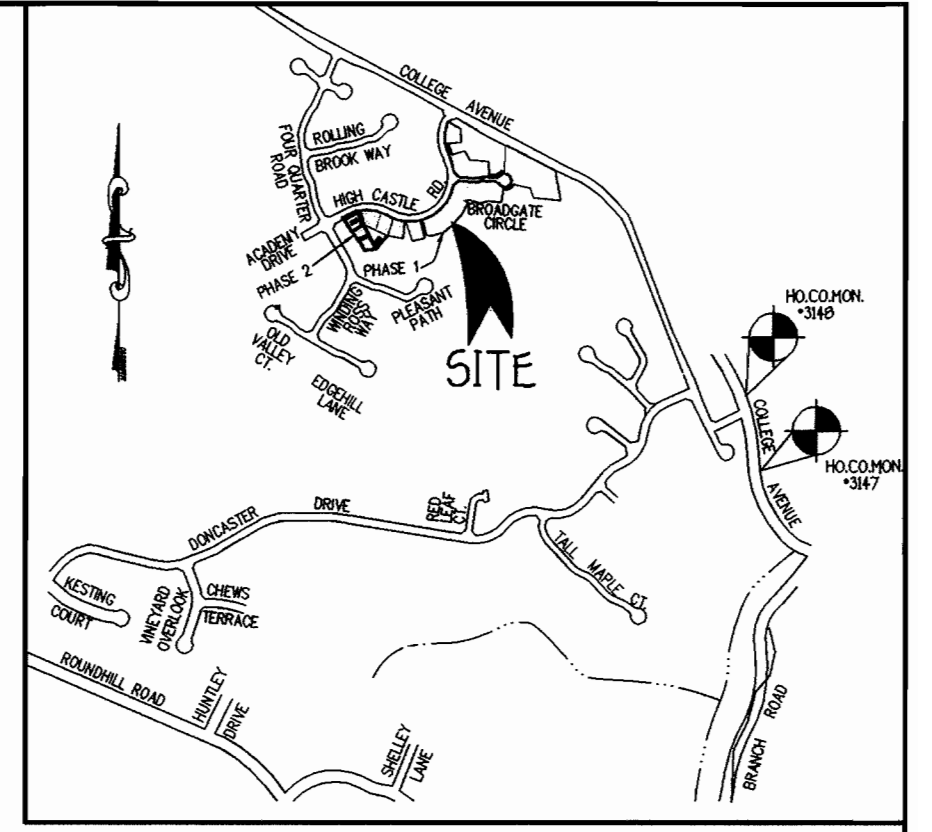 COLLEGE AVENUE
ROLLING
BROOK WAY
FOUR QUARTER
ROAD
HIGH CASTLE RD.
BROADGATE
CIRCLE
ACADEMY
DRIVE
PHASE 2
PHASE 1
WINDING
ROSS
WAY
PLEASANT
PATH
OLD
VALLEY
CT.
EDGEHILL
LANE
SITE
HO.CO.MON.
*3148
COLLEGE
AVENUE
HO.CO.MON.
*3147
DONCASTER DRIVE
RED
LEAF
CT.
TALL MAPLE CT.
KESTING
COURT
VINEYARD
OVERLOOK
CHEWS
TERRACE
ROUNDHILL ROAD
HUNTLEY
DRIVE
SHELLEY
LANE
BRANCH ROAD